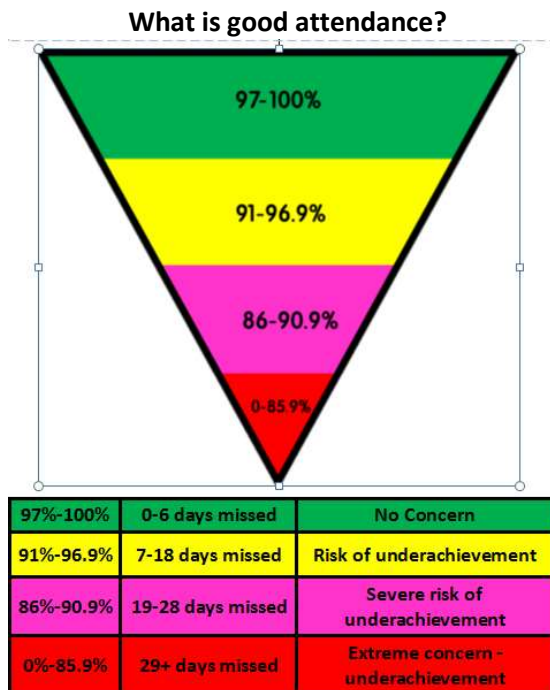 What is good attendance?
97-100%
91-96.9%
86-90.9%
0-85.9%
97%-100% 0-6 days missed No Concern
91%-96.9% 7-18 days missed Risk of underachievement
86%-90.9% 19-28 days missed Severe risk of
underachievement
0%-85.9% 29+ days missed Extreme concern -
underachievement